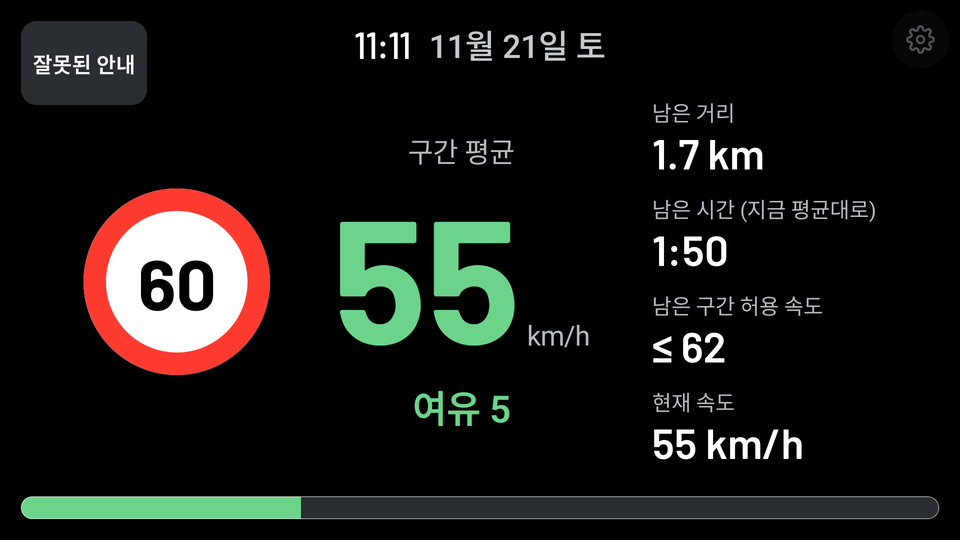 잘못된 안내
11:11 11월 21일 토
구간 평균
60
55 km/h
여유 5
남은 거리
1.7 km
남은 시간 (지금 평균대로)
1:50
남은 구간 허용 속도
≤ 62
현재 속도
55 km/h